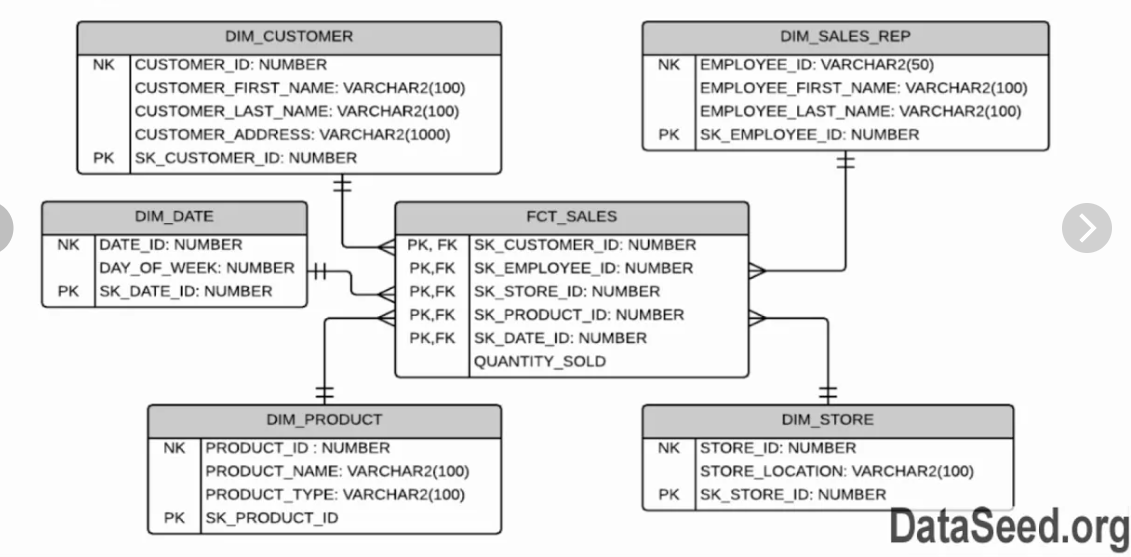 DIM_CUSTOMER
NK CUSTOMER_ID: NUMBER
CUSTOMER_FIRST_NAME: VARCHAR2(100)
CUSTOMER_LAST_NAME: VARCHAR2(100)
CUSTOMER_ADDRESS: VARCHAR2(1000)
PK SK_CUSTOMER_ID: NUMBER
DIM_SALES_REP
NK EMPLOYEE_ID: VARCHAR2(50)
EMPLOYEE_FIRST_NAME: VARCHAR2(100)
EMPLOYEE_LAST_NAME: VARCHAR2(100)
PK SK_EMPLOYEE_ID: NUMBER
DIM_DATE
NK DATE_ID: NUMBER
DAY_OF_WEEK: NUMBER
PK SK_DATE_ID: NUMBER
FCT_SALES
PK, FK SK_CUSTOMER_ID: NUMBER
PK,FK SK_EMPLOYEE_ID: NUMBER
PK,FK SK_STORE_ID: NUMBER
PK,FK SK_PRODUCT_ID: NUMBER
PK,FK SK_DATE_ID: NUMBER
QUANTITY_SOLD
DIM_PRODUCT
NK PRODUCT_ID : NUMBER
PRODUCT_NAME: VARCHAR2(100)
PRODUCT_TYPE: VARCHAR2(100)
PK SK_PRODUCT_ID
DIM_STORE
NK STORE_ID: NUMBER
STORE_LOCATION: VARCHAR2(100)
PK SK_STORE_ID: NUMBER
DataSeed.org